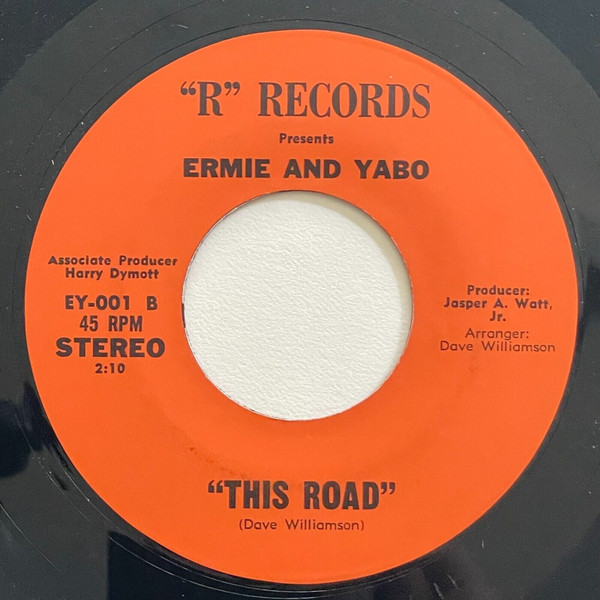 “R” RECORDS
Presents
ERMIE AND YABO
Associate Producer
Harry Dymott
EY-001 B
45 RPM
STEREO
2:10
Producer:
Jasper A. Watt,
Jr.
Arranger:
Dave Williamson
“THIS ROAD”
(Dave Williamson)